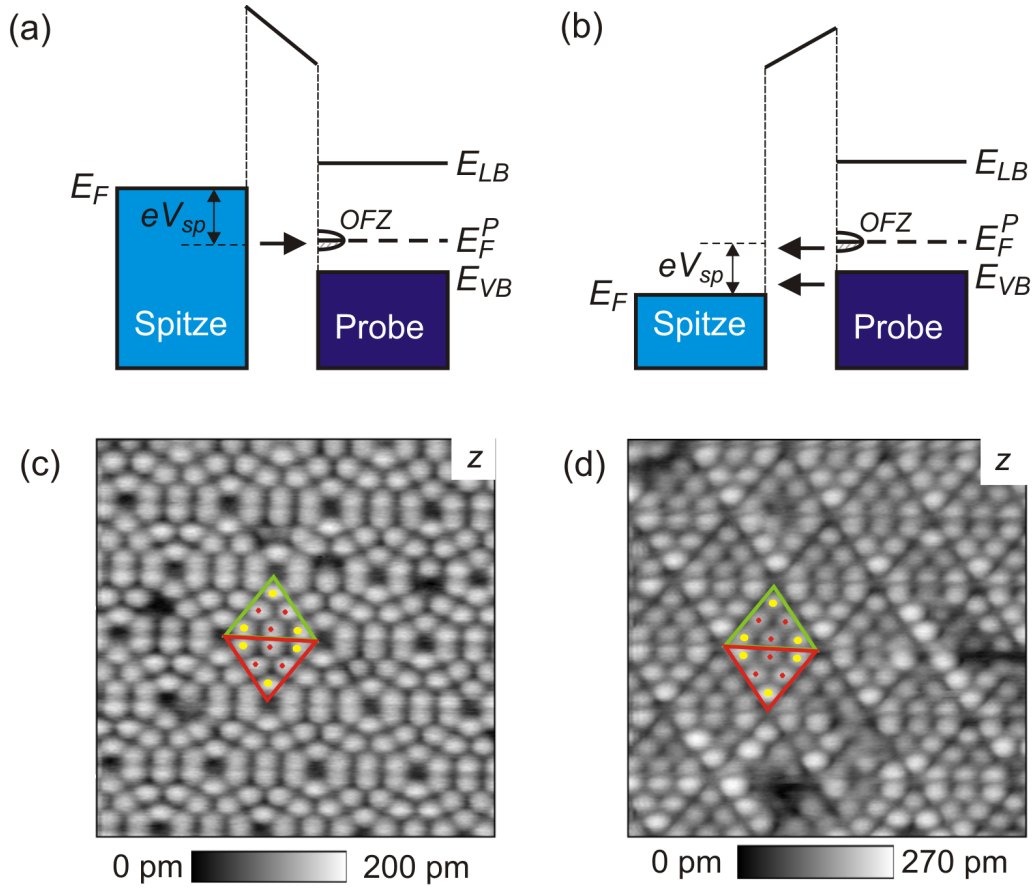 (a)
E_F
eV_sp
OFZ
E_LB
E_F^P
E_VB
Spitze
Probe
(b)
E_LB
OFZ
E_F^P
eV_sp
E_VB
E_F
Spitze
Probe
(c)
z
0 pm
200 pm
(d)
z
0 pm
270 pm